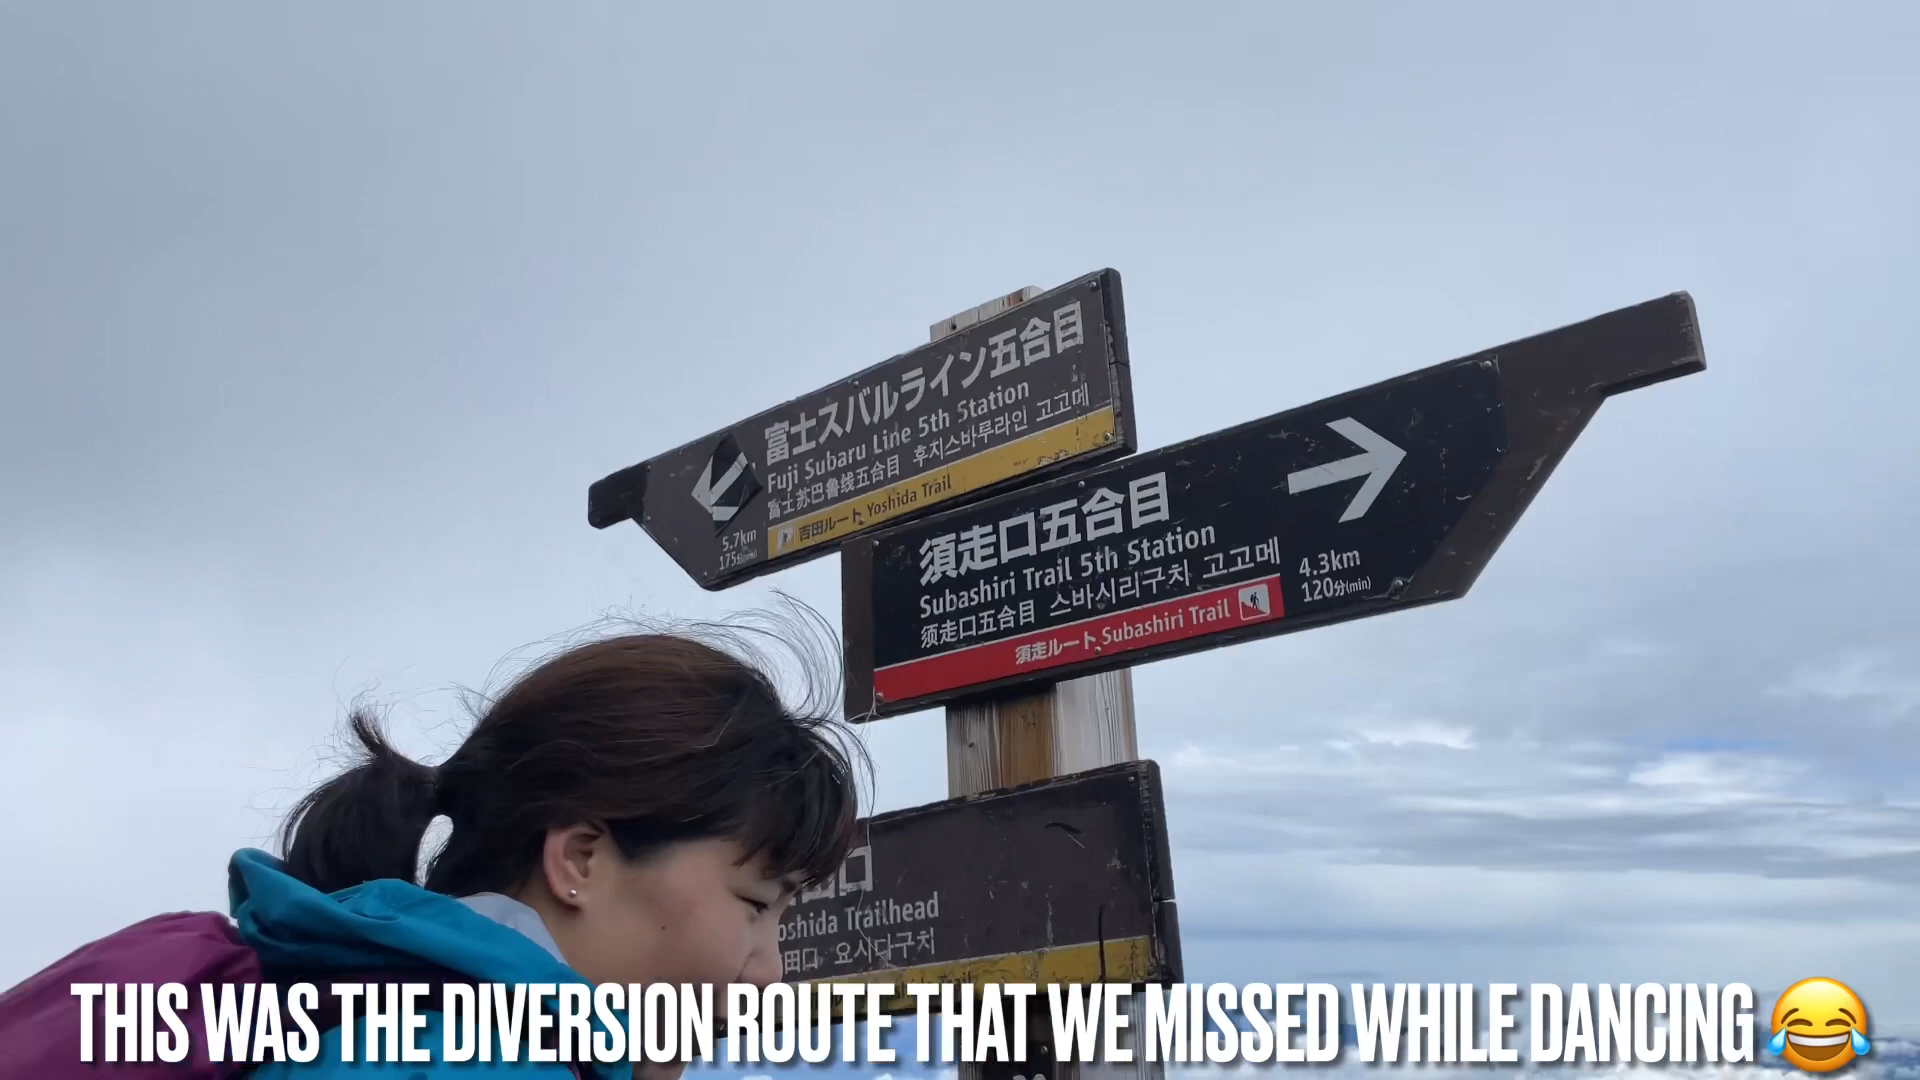 富士スバルライン五合目
Fuji Subaru Line 5th Station
富士苏巴鲁线五合目 후지스바루라인 고고메
吉田ルート Yoshida Trail
5.7km
175分(min)
須走口五合目
Subashiri Trail 5th Station
须走口五合目 스바시리구치 고고메
須走ルート Subashiri Trail
4.3km
120分(min)
口
oshida Trailhead
田口 요시다구치
THIS WAS THE DIVERSION ROUTE THAT WE MISSED WHILE DANCING 😂